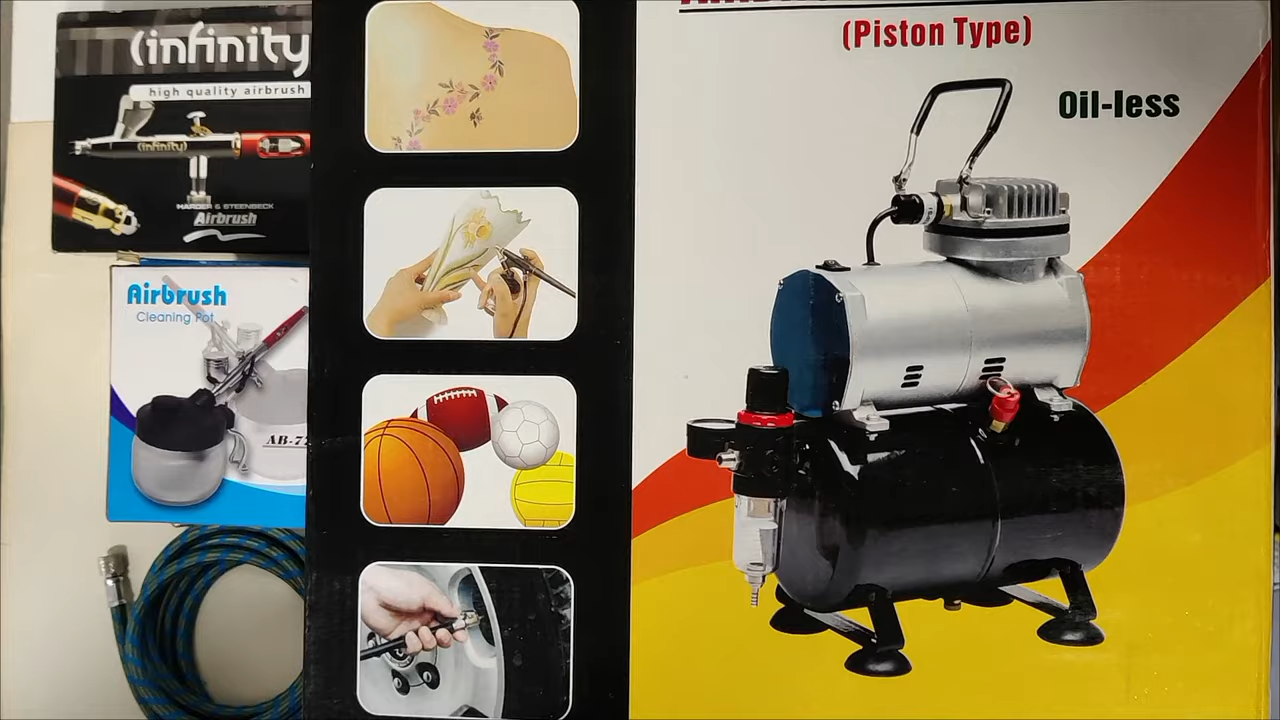 (infinity
high quality airbrush
(infinity)
HARDER & STEENBECK
Airbrush
Airbrush
Cleaning Pot
(Piston Type)
Oil-less